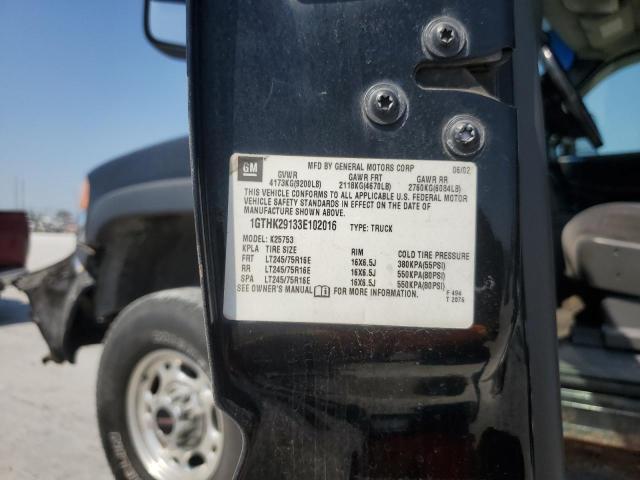 GM
MFD BY GENERAL MOTORS CORP 06/02
GVWR GAWR FRT GAWR RR
4173KG(9200LB) 2118KG(4670LB) 2760KG(6084LB)
THIS VEHICLE CONFORMS TO ALL APPLICABLE U.S. FEDERAL MOTOR
VEHICLE SAFETY STANDARDS IN EFFECT ON THE DATE OF
MANUFACTURE SHOWN ABOVE.
1GTHK29133E102016 TYPE: TRUCK
MODEL: K25753
KPLA TIRE SIZE RIM COLD TIRE PRESSURE
FRT LT245/75R16E 16X6.5J 380KPA(55PSI)
RR LT245/75R16E 16X6.5J 550KPA(80PSI)
SPA LT245/75R16E 16X6.5J 550KPA(80PSI)
SEE OWNER'S MANUAL FOR MORE INFORMATION.
F 494
T 2076